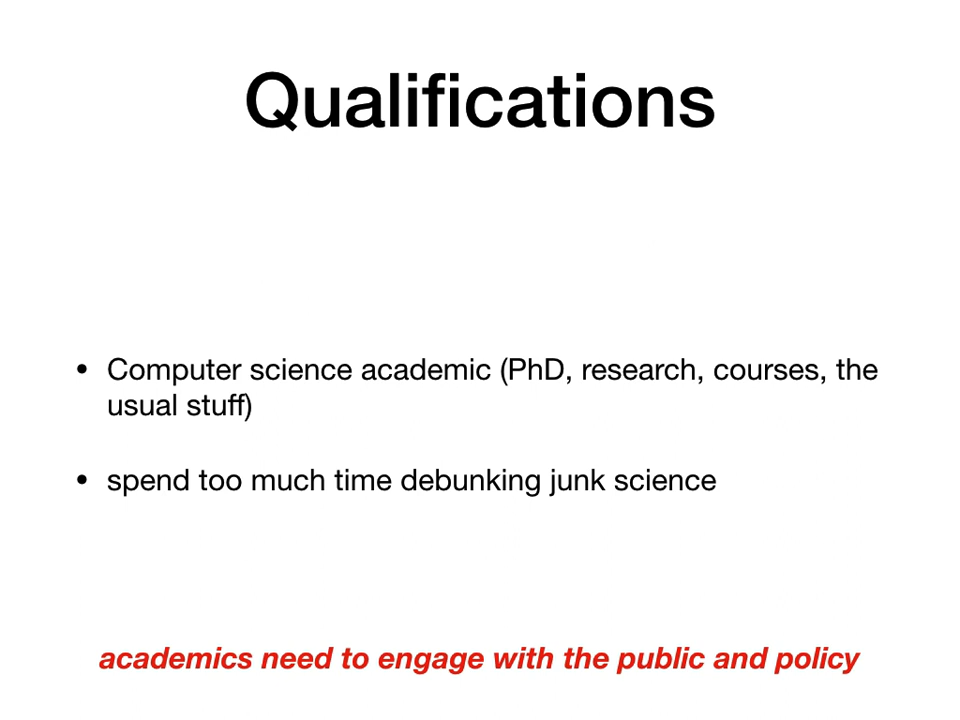 Qualifications
• Computer science academic (PhD, research, courses, the
usual stuff)
• spend too much time debunking junk science
academics need to engage with the public and policy